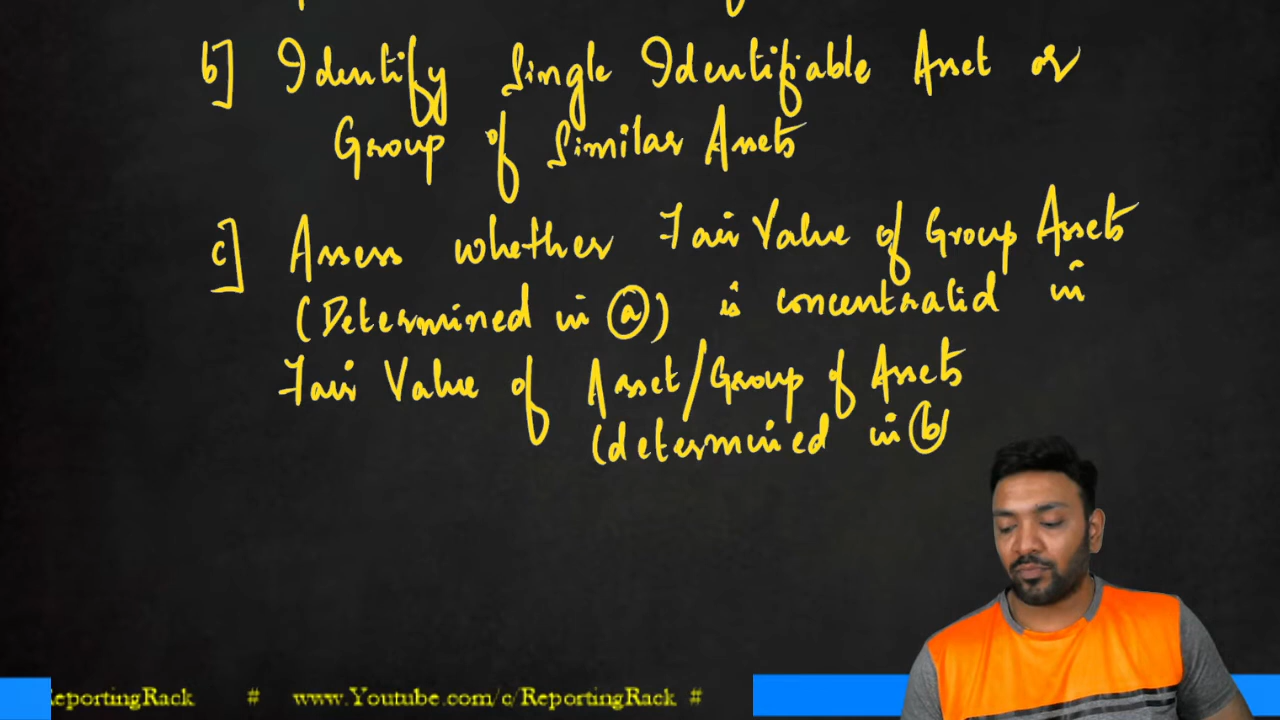 b] Identify Single Identifiable Asset or
Group of Similar Assets
c] Assess whether Fair Value of Group Assets
(Determined in (a)) is concentratid in
Fair Value of Asset/Group of Assets
(determined in (b)
ReportingRack # www.Youtube.com/c/ReportingRack #